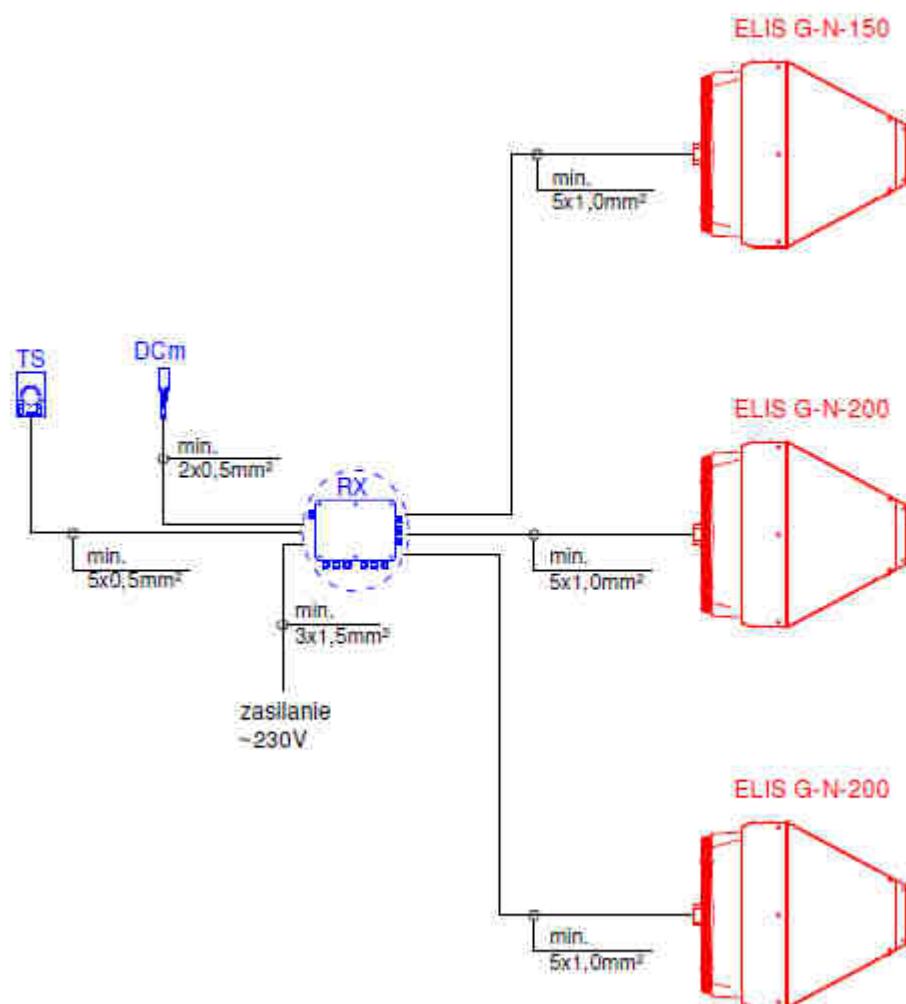 ELIS G-N-150
min.
5x1,0mm²
TS
DCm
min.
2x0,5mm²
ELIS G-N-200
RX
min.
5x0,5mm²
min.
5x1,0mm²
min.
3x1,5mm²
zasilanie
~230V
ELIS G-N-200
min.
5x1,0mm²